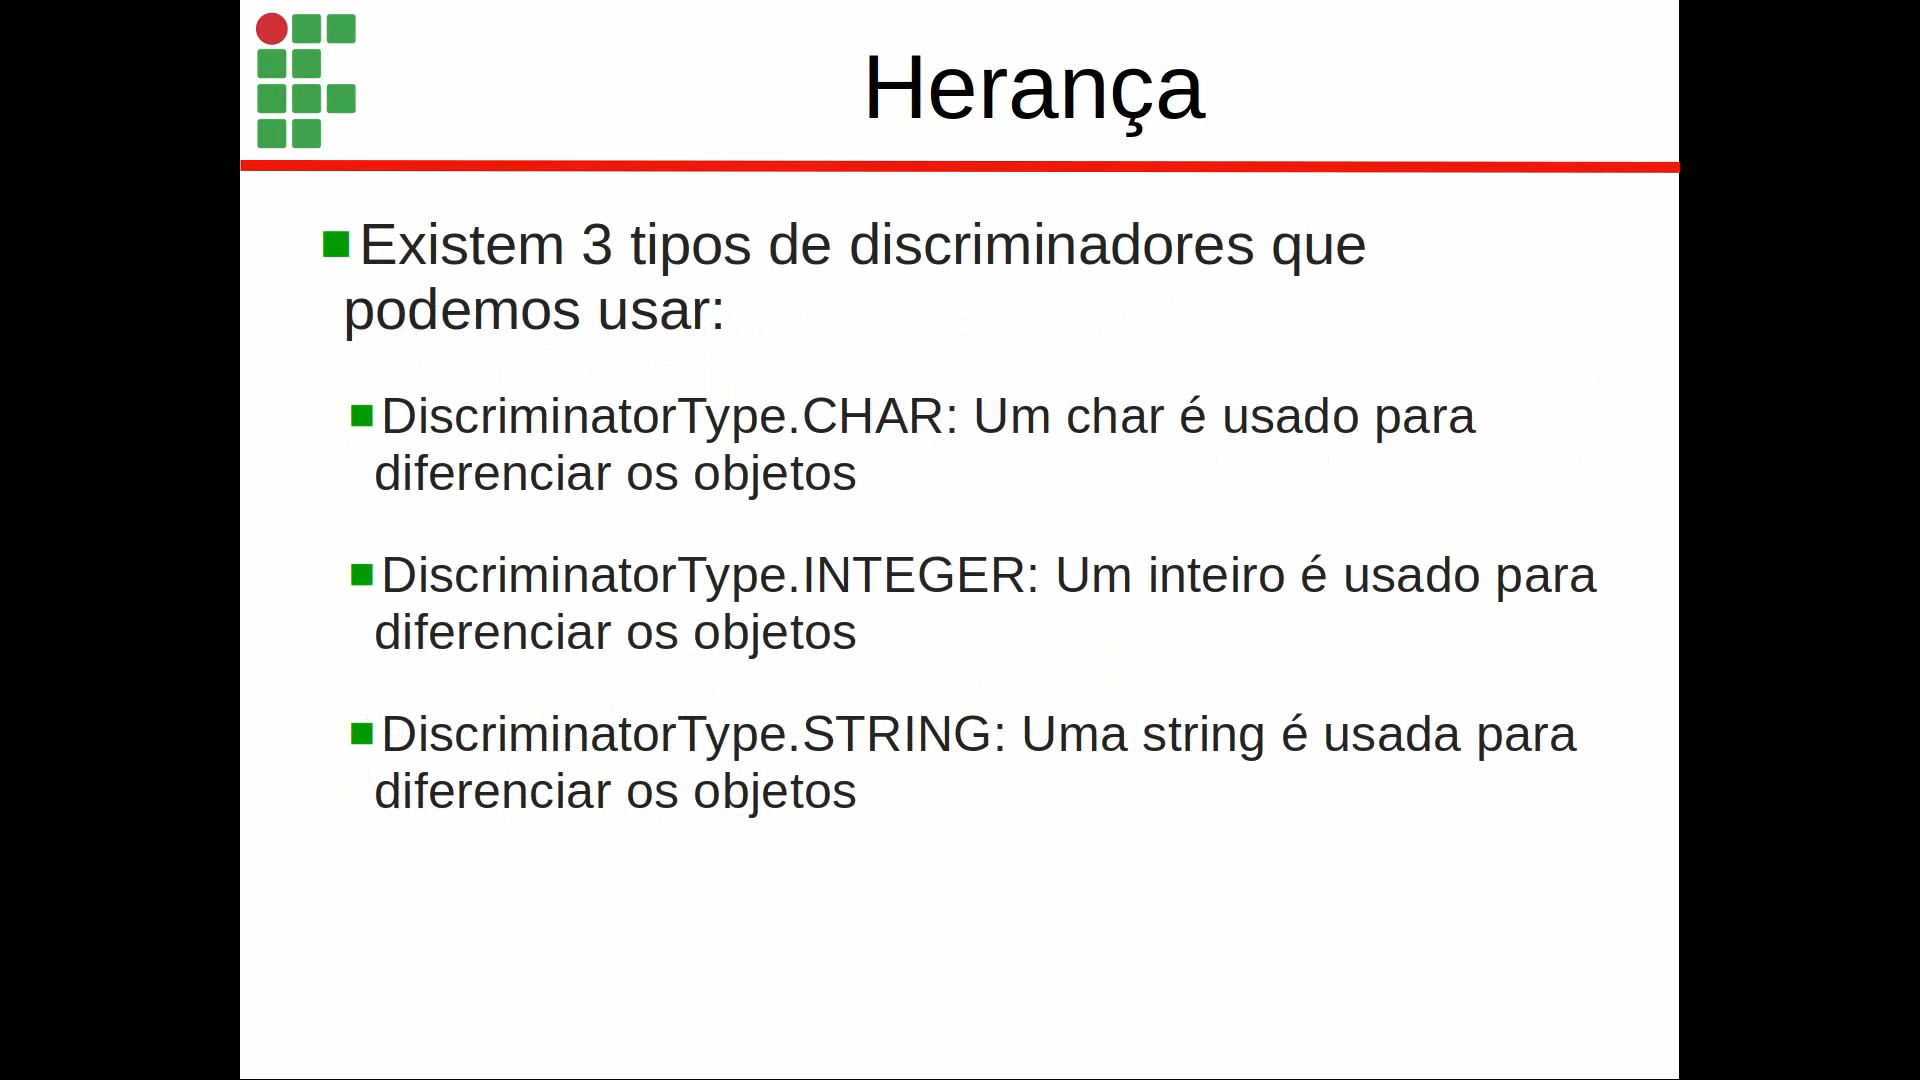 Herança
Existem 3 tipos de discriminadores que
podemos usar:
DiscriminatorType.CHAR: Um char é usado para
diferenciar os objetos
DiscriminatorType.INTEGER: Um inteiro é usado para
diferenciar os objetos
DiscriminatorType.STRING: Uma string é usada para
diferenciar os objetos